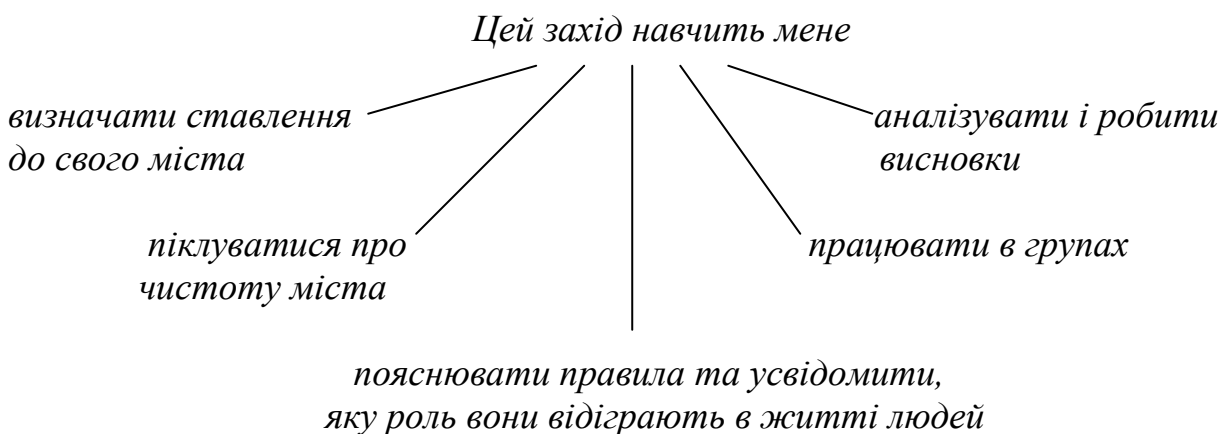 Цей захід навчить мене
визначати ставлення
до свого міста
піклуватися про
чистоту міста
пояснювати правила та усвідомити,
яку роль вони відіграють в житті людей
працювати в групах
аналізувати і робити
висновки